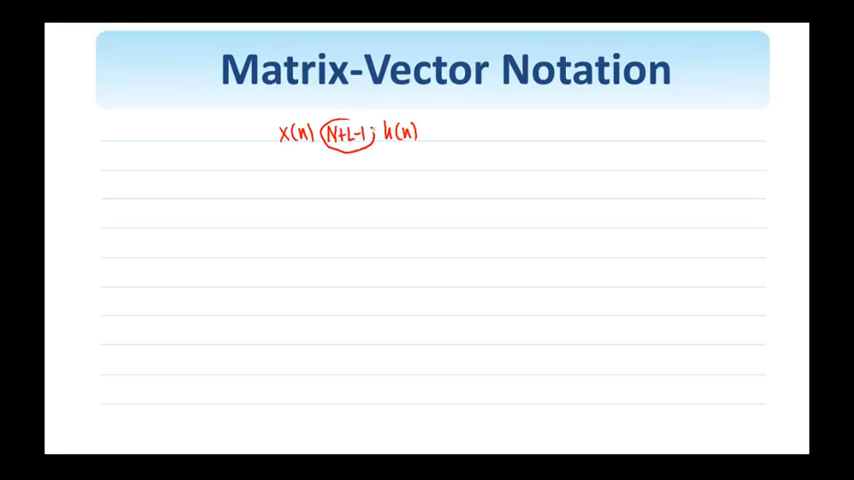 Matrix-Vector Notation
x(n) (N+L-1) h(n)